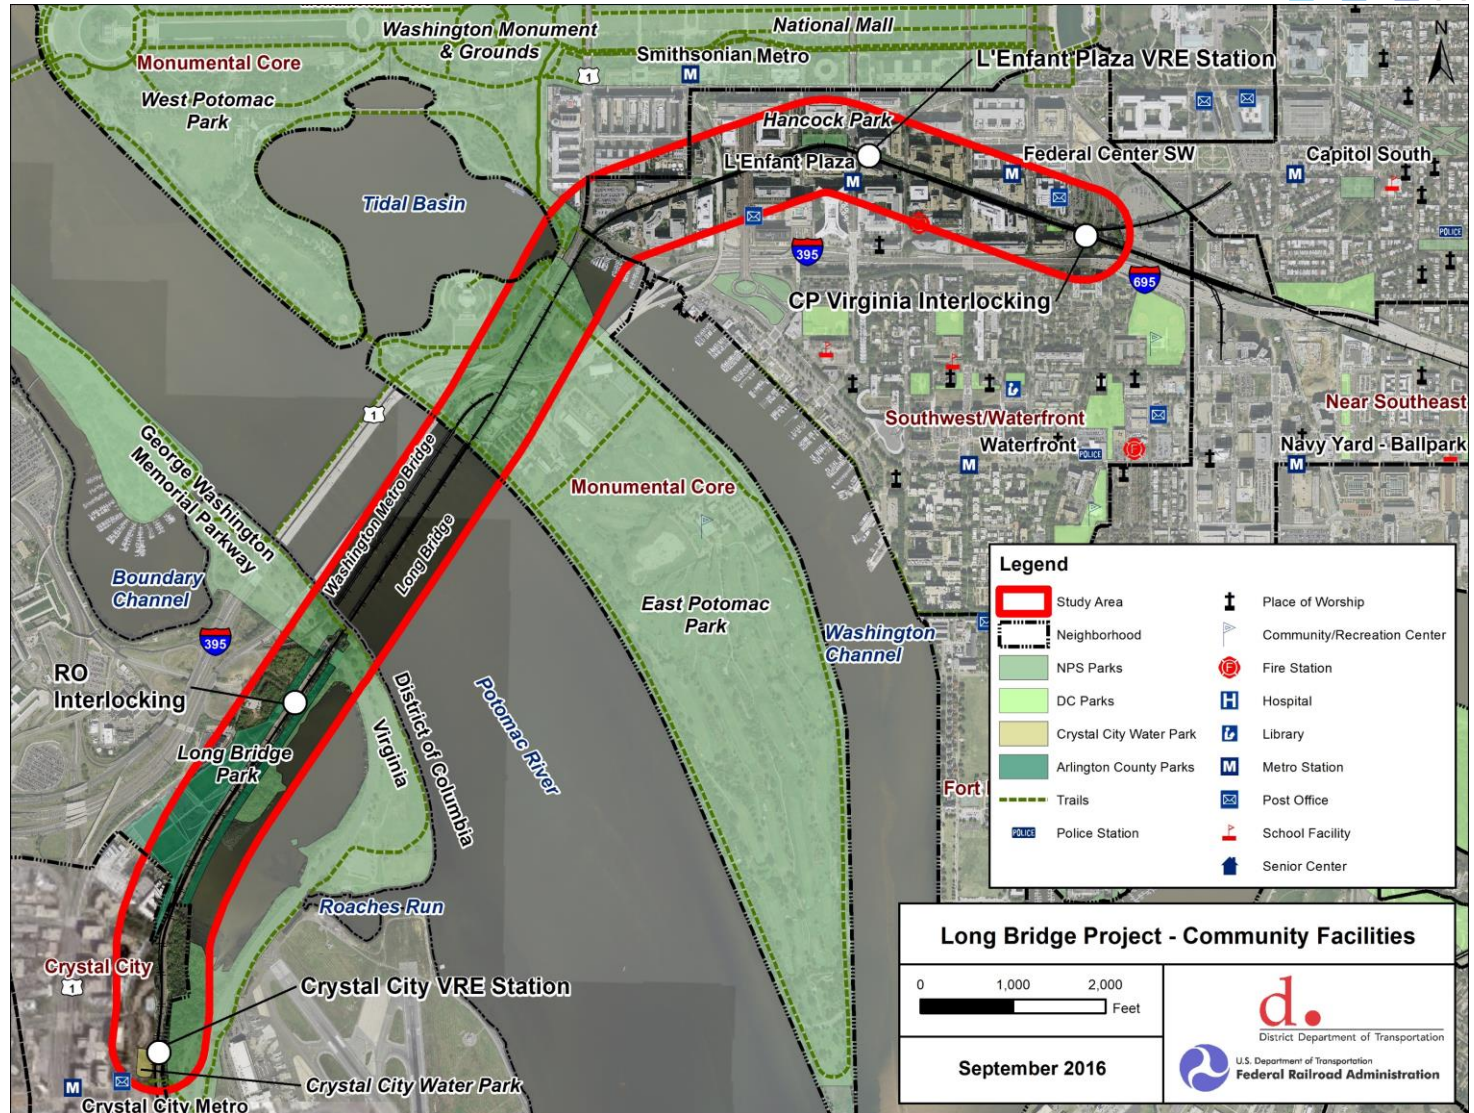 Washington Monument
& Grounds
National Mall
Monumental Core
Smithsonian Metro
L'Enfant Plaza VRE Station
1
West Potomac
Park
Hancock Park
L'Enfant Plaza
Federal Center SW
Capitol South
Tidal Basin
POLICE
395
695
CP Virginia Interlocking
1
George Washington
Memorial Parkway
Southwest/Waterfront
Near Southeast
Waterfront
POLICE
Navy Yard - Ballpark
Washington Metro Bridge
Long Bridge
Monumental Core
Boundary
Channel
395
East Potomac
Park
Washington
Channel
RO
Interlocking
Potomac River
District of Columbia
Virginia
Long Bridge
Park
Fort
Roaches Run
Crystal City
1
Crystal City VRE Station
Crystal City Water Park
Crystal City Metro
Legend
Study Area
Neighborhood
NPS Parks
DC Parks
Crystal City Water Park
Arlington County Parks
Trails
POLICE Police Station
Place of Worship
Community/Recreation Center
F Fire Station
H Hospital
Library
M Metro Station
Post Office
School Facility
Senior Center
N
Long Bridge Project - Community Facilities
0 1,000 2,000
Feet
September 2016
d.
District Department of Transportation
U.S. Department of Transportation
Federal Railroad Administration